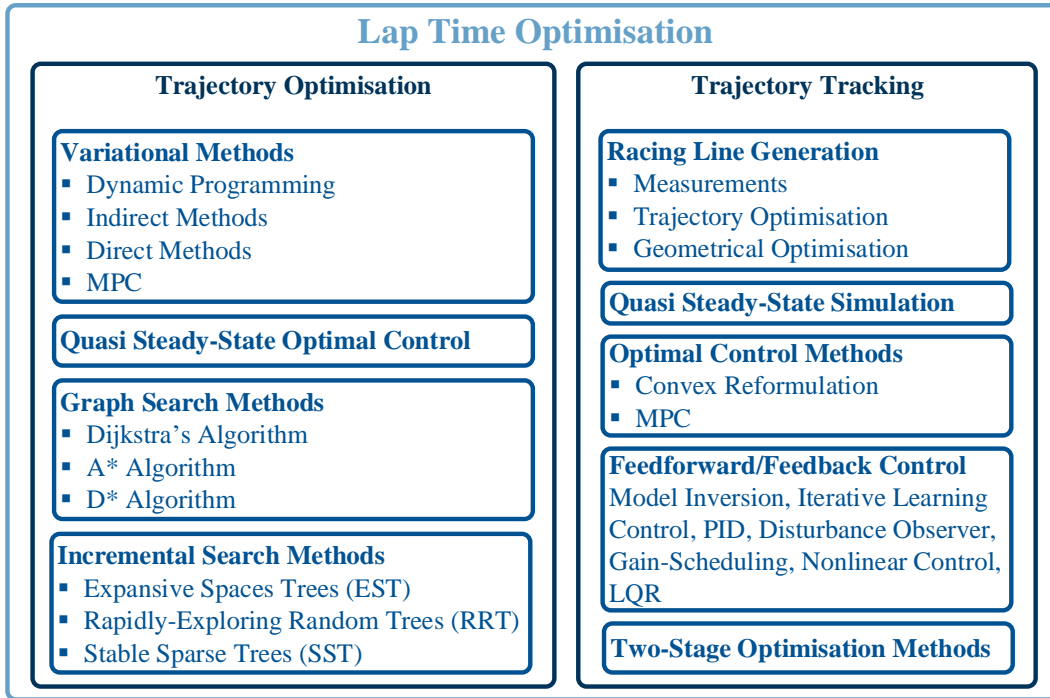 Lap Time Optimisation
Trajectory Optimisation
Variational Methods
▪ Dynamic Programming
▪ Indirect Methods
▪ Direct Methods
▪ MPC
Quasi Steady-State Optimal Control
Graph Search Methods
▪ Dijkstra's Algorithm
▪ A* Algorithm
▪ D* Algorithm
Incremental Search Methods
▪ Expansive Spaces Trees (EST)
▪ Rapidly-Exploring Random Trees (RRT)
▪ Stable Sparse Trees (SST)
Trajectory Tracking
Racing Line Generation
▪ Measurements
▪ Trajectory Optimisation
▪ Geometrical Optimisation
Quasi Steady-State Simulation
Optimal Control Methods
▪ Convex Reformulation
▪ MPC
Feedforward/Feedback Control
Model Inversion, Iterative Learning
Control, PID, Disturbance Observer,
Gain-Scheduling, Nonlinear Control,
LQR
Two-Stage Optimisation Methods